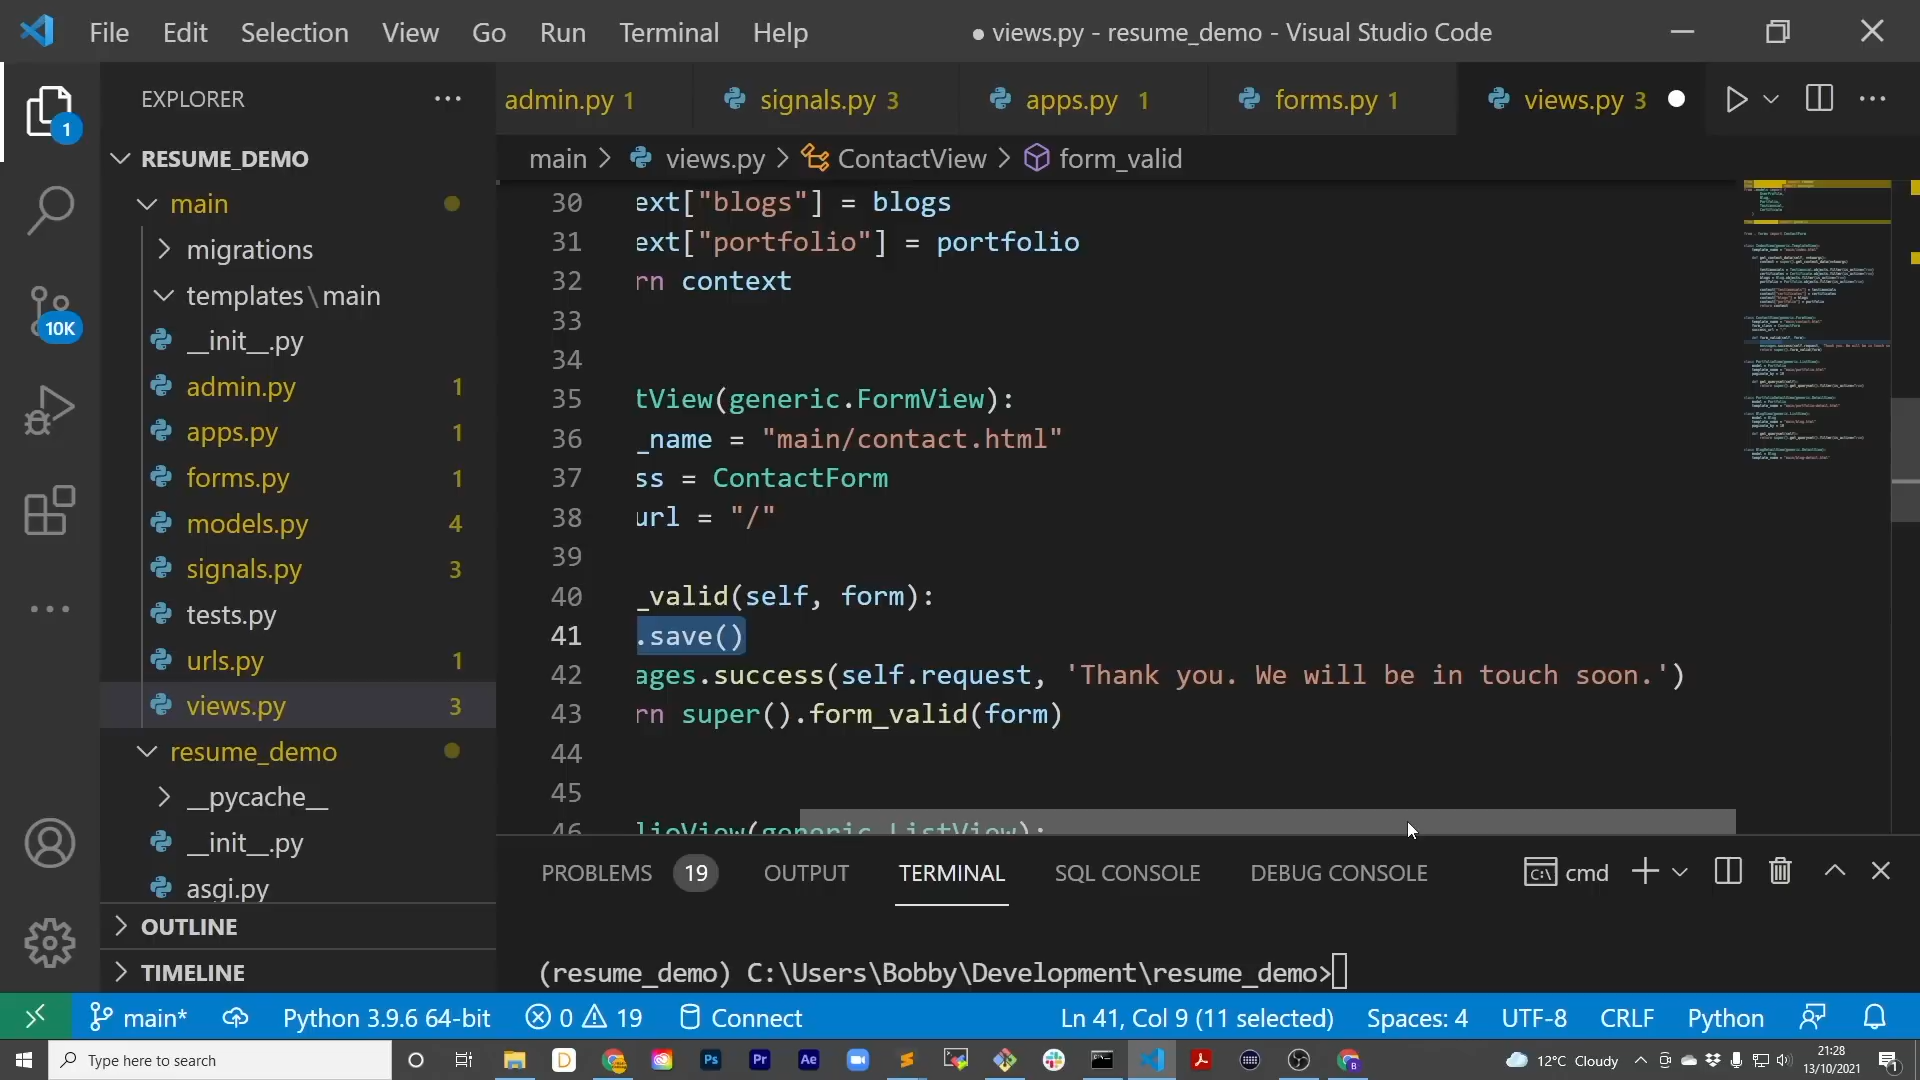 File Edit Selection View Go Run Terminal Help
● views.py - resume_demo - Visual Studio Code
EXPLORER
admin.py 1
signals.py 3
apps.py 1
forms.py 1
views.py 3
1
RESUME_DEMO
main > views.py > ContactView > form_valid
main
migrations
templates\main
__init__.py
admin.py 1
apps.py 1
forms.py 1
models.py 4
signals.py 3
tests.py
urls.py 1
views.py 3
resume_demo
__pycache__
__init__.py
asgi.py
OUTLINE
TIMELINE
10K
30 ext["blogs"] = blogs
31 ext["portfolio"] = portfolio
32 rn context
33
34
35 tView(generic.FormView):
36 _name = "main/contact.html"
37 ss = ContactForm
38 url = "/"
39
40 _valid(self, form):
41 .save()
42 ages.success(self.request, 'Thank you. We will be in touch soon.')
43 rn super().form_valid(form)
44
45
46 lioView(generic.ListView):
PROBLEMS 19 OUTPUT TERMINAL SQL CONSOLE DEBUG CONSOLE
cmd
(resume_demo) C:\Users\Bobby\Development\resume_demo>
main* Python 3.9.6 64-bit 0 19 Connect
Ln 41, Col 9 (11 selected) Spaces: 4 UTF-8 CRLF Python
Type here to search
D
Ps
Pr
Ae
12°C Cloudy
21:28
13/10/2021
1